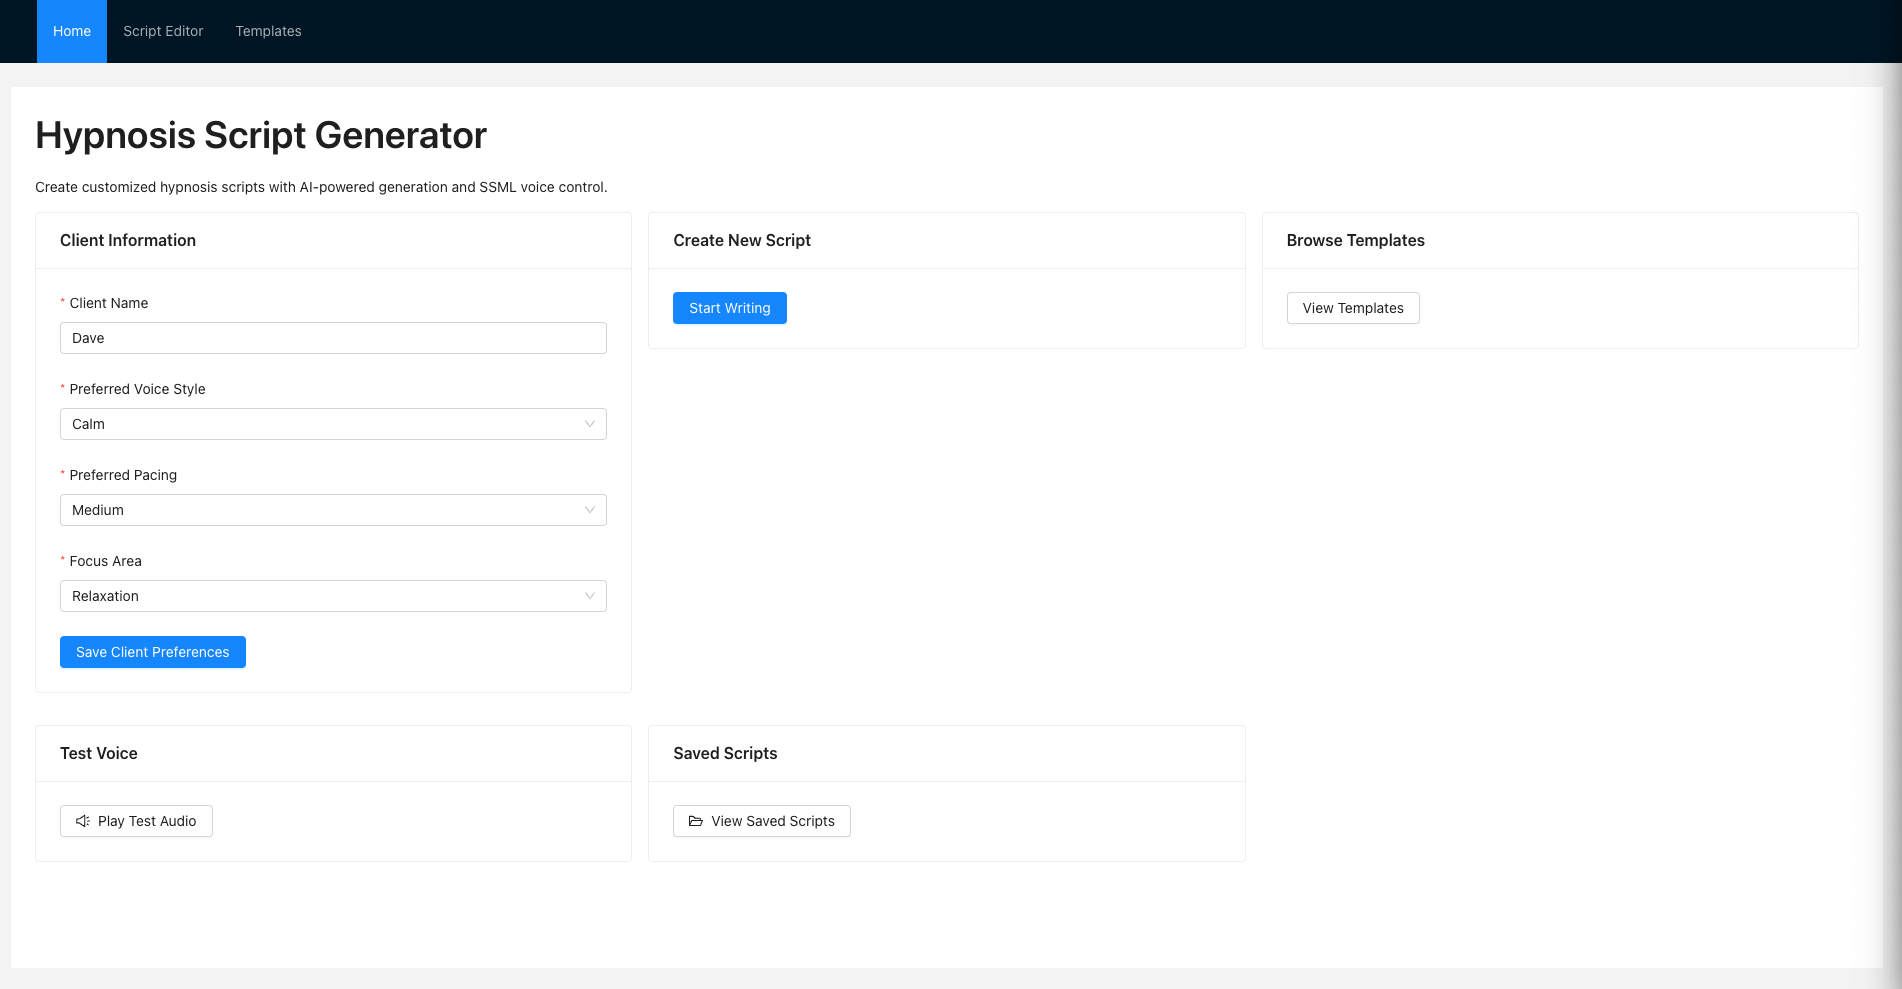 Home
Script Editor
Templates
Hypnosis Script Generator
Create customized hypnosis scripts with AI-powered generation and SSML voice control.
Client Information
* Client Name
Dave
* Preferred Voice Style
Calm
* Preferred Pacing
Medium
* Focus Area
Relaxation
Save Client Preferences
Create New Script
Start Writing
Browse Templates
View Templates
Test Voice
Play Test Audio
Saved Scripts
View Saved Scripts